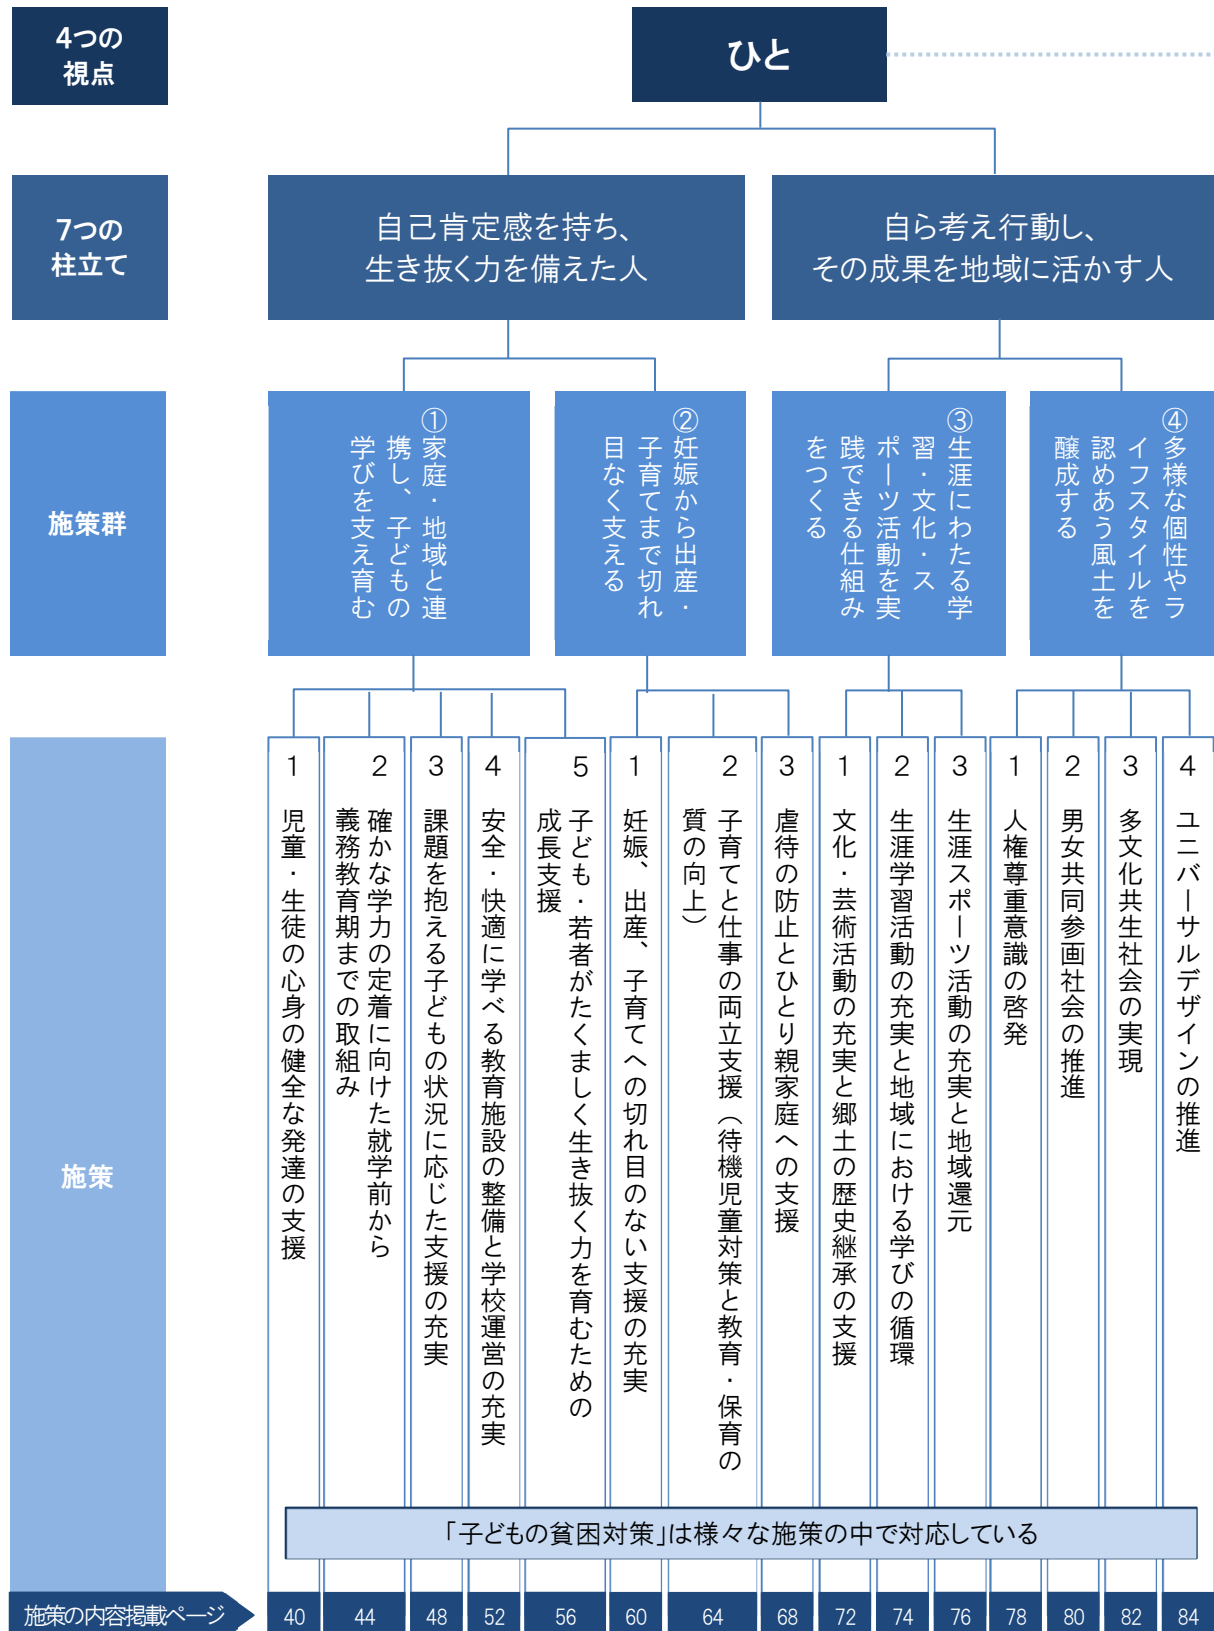 4つの
視点
ひと
7つの
柱立て
自己肯定感を持ち、
生き抜く力を備えた人
自ら考え行動し、
その成果を地域に活かす人
施策群
①家庭・地域と連
携し、子どもの
学びを支え育む
②妊娠から出産・
子育てまで切れ
目なく支える
③生涯にわたる学
習・文化・ス
ポーツ活動を実
践できる仕組み
をつくる
④多様な個性やラ
イフスタイルを
認めあう風土を
醸成する
施策
1 児童・生徒の心身の健全な発達の支援
2 確かな学力の定着に向けた就学前から
義務教育期までの取組み
3 課題を抱える子どもの状況に応じた支援の充実
4 安全・快適に学べる教育施設の整備と学校運営の充実
5 子ども・若者がたくましく生き抜く力を育むための
成長支援
1 妊娠、出産、子育てへの切れ目のない支援の充実
2 子育てと仕事の両立支援（待機児童対策と教育・保育の
質の向上）
3 虐待の防止とひとり親家庭への支援
1 文化・芸術活動の充実と郷土の歴史継承の支援
2 生涯学習活動の充実と地域における学びの循環
3 生涯スポーツ活動の充実と地域還元
1 人権尊重意識の啓発
2 男女共同参画社会の推進
3 多文化共生社会の実現
4 ユニバーサルデザインの推進
「子どもの貧困対策」は様々な施策の中で対応している
施策の内容掲載ページ
40 44 48 52 56 60 64 68 72 74 76 78 80 82 84